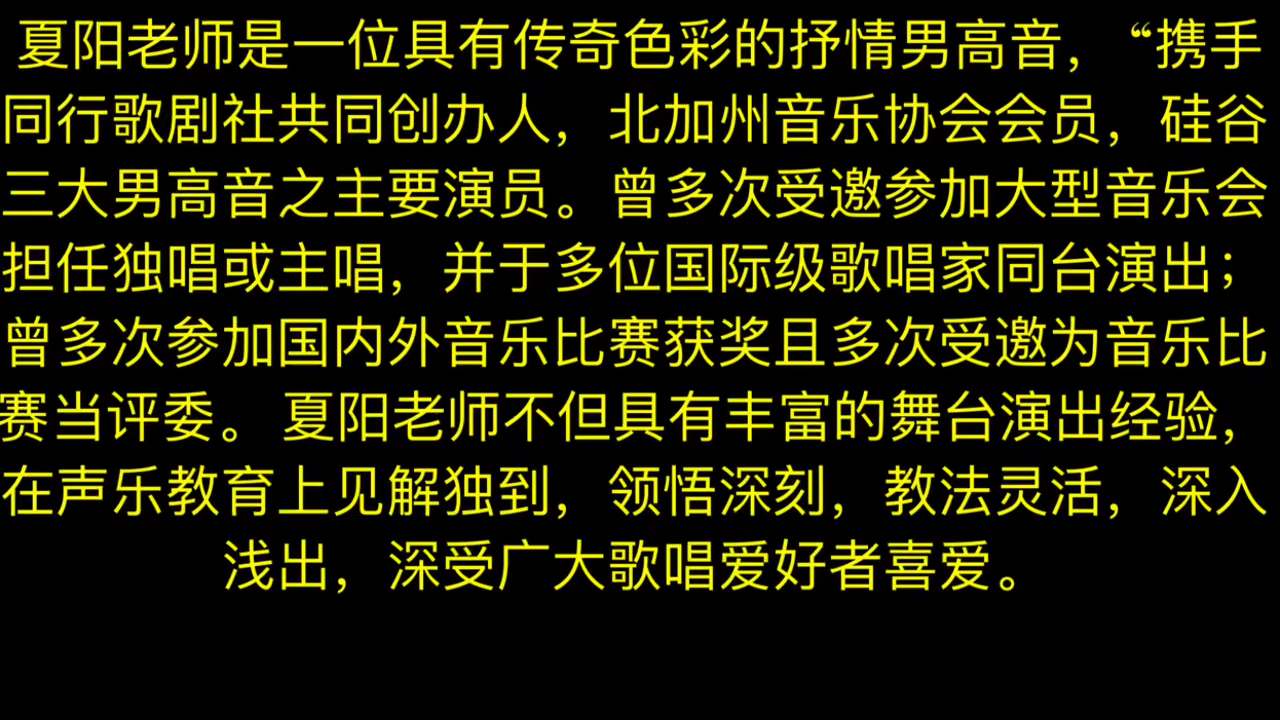 夏阳老师是一位具有传奇色彩的抒情男高音，“携手
同行歌剧社共同创办人，北加州音乐协会会员，硅谷
三大男高音之主要演员。曾多次受邀参加大型音乐会
担任独唱或主唱，并于多位国际级歌唱家同台演出；
曾多次参加国内外音乐比赛获奖且多次受邀为音乐比
赛当评委。 夏阳老师不但具有丰富的舞台演出经验，
在声乐教育上见解独到，领悟深刻，教法灵活，深入
浅出，深受广大歌唱爱好者喜爱。